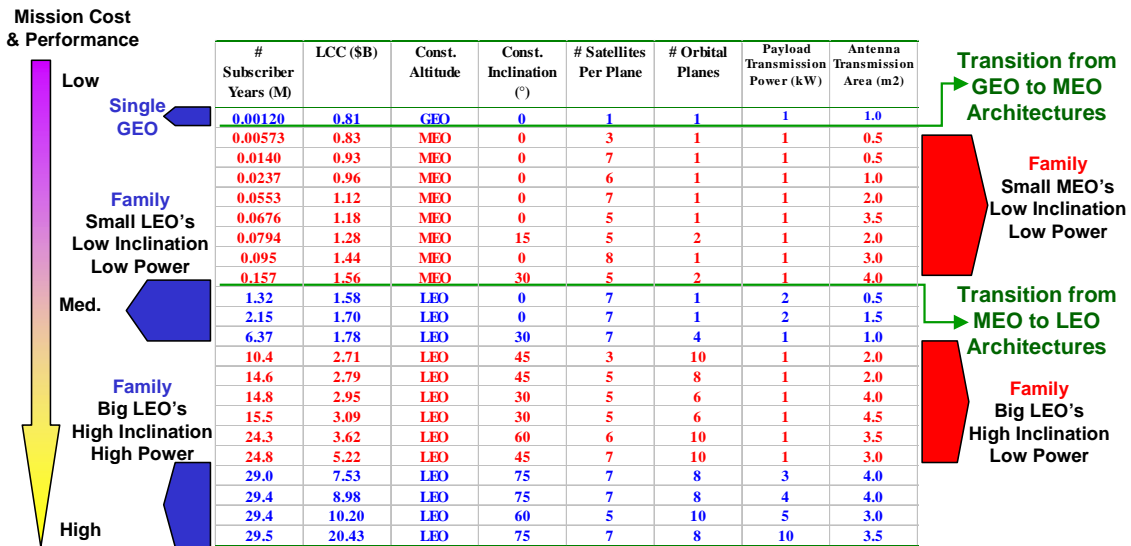 Mission Cost
& Performance
Low
Single
GEO
Family
Small LEO's
Low Inclination
Low Power
Med.
Family
Big LEO's
High Inclination
High Power
High
# Subscriber Years (M) LCC ($B) Const. Altitude Const. Inclination (°) # Satellites Per Plane # Orbital Planes Payload Transmission Power (kW) Antenna Transmission Area (m2)
0.00120 0.81 GEO 0 1 1 1 1.0
0.00573 0.83 MEO 0 3 1 1 0.5
0.0140 0.93 MEO 0 7 1 1 0.5
0.0237 0.96 MEO 0 6 1 1 1.0
0.0553 1.12 MEO 0 7 1 1 2.0
0.0676 1.18 MEO 0 5 1 1 3.5
0.0794 1.28 MEO 15 5 2 1 2.0
0.095 1.44 MEO 0 8 1 1 3.0
0.157 1.56 MEO 30 5 2 1 4.0
1.32 1.58 LEO 0 7 1 2 0.5
2.15 1.70 LEO 0 7 1 2 1.5
6.37 1.78 LEO 30 7 4 1 1.0
10.4 2.71 LEO 45 3 10 1 2.0
14.6 2.79 LEO 45 5 8 1 2.0
14.8 2.95 LEO 30 5 6 1 4.0
15.5 3.09 LEO 30 5 6 1 4.5
24.3 3.62 LEO 60 6 10 1 3.5
24.8 5.22 LEO 45 7 10 1 3.0
29.0 7.53 LEO 75 7 8 3 4.0
29.4 8.98 LEO 75 7 8 4 4.0
29.4 10.20 LEO 60 5 10 5 3.0
29.5 20.43 LEO 75 7 8 10 3.5
Transition from
GEO to MEO
Architectures
Family
Small MEO's
Low Inclination
Low Power
Transition from
MEO to LEO
Architectures
Family
Big LEO's
High Inclination
Low Power